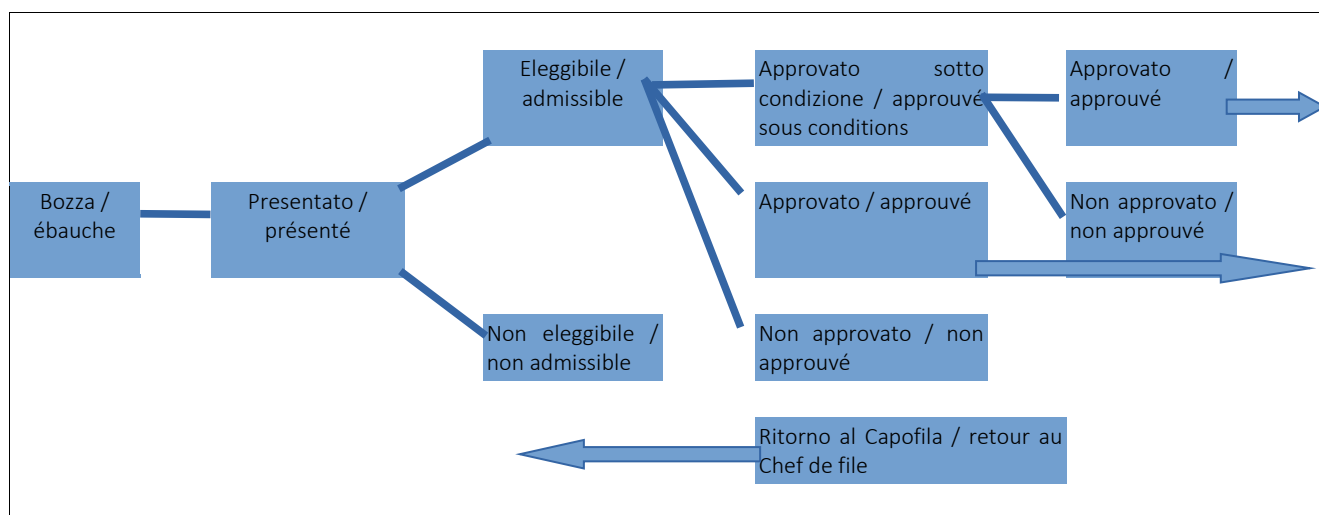 Eleggibile /
admissible
Approvato sotto
condizione / approuvé
sous conditions
Approvato /
approuvé
Bozza /
ébauche
Presentato /
présenté
Approvato / approuvé
Non approvato /
non approuvé
Non eleggibile /
non admissible
Non approvato / non
approuvé
Ritorno al Capofila / retour au
Chef de file